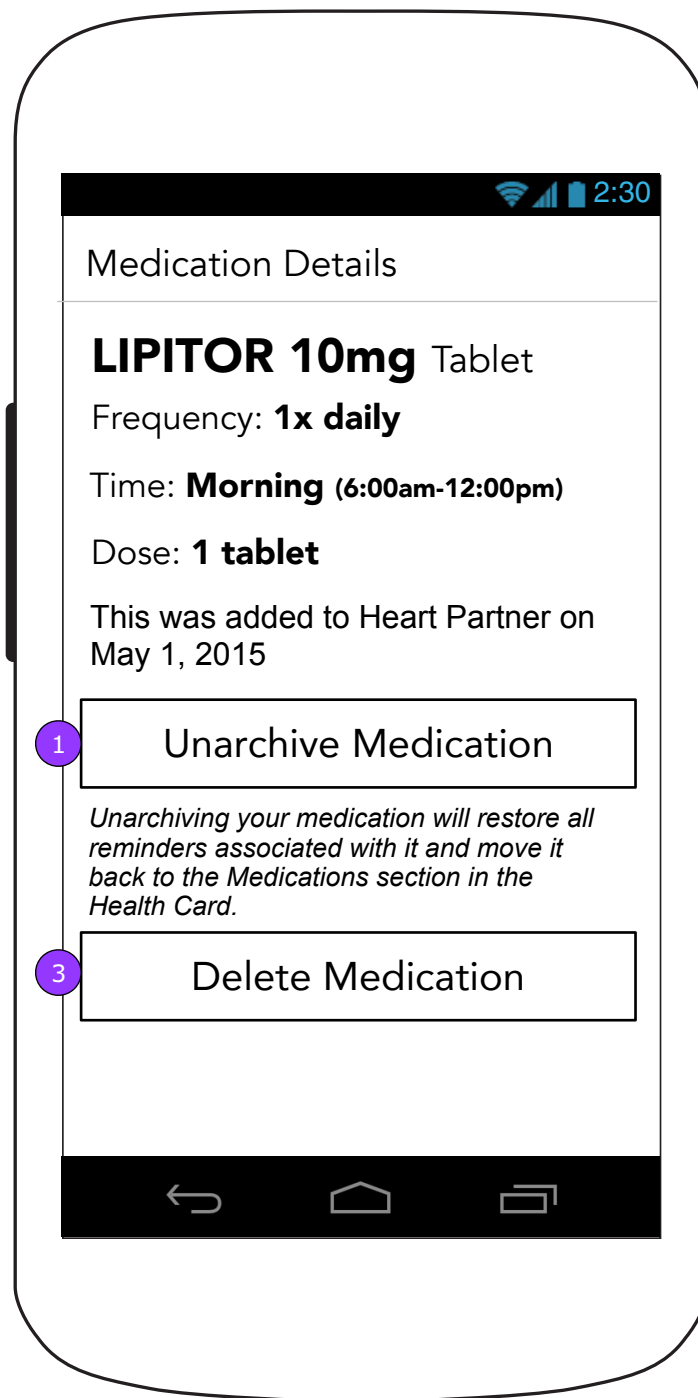 2:30
Medication Details
LIPITOR 10mg Tablet
Frequency: 1x daily
Time: Morning (6:00am-12:00pm)
Dose: 1 tablet
This was added to Heart Partner on
May 1, 2015
1
Unarchive Medication
Unarchiving your medication will restore all
reminders associated with it and move it
back to the Medications section in the
Health Card.
3
Delete Medication